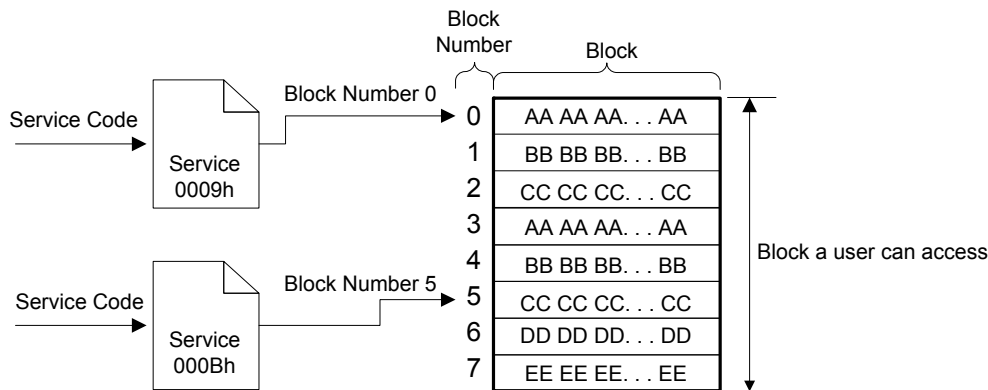 Block
Number
Block
Service Code
Service
0009h
Block Number 0
0 AA AA AA. . . AA
1 BB BB BB. . . BB
2 CC CC CC. . . CC
3 AA AA AA. . . AA
4 BB BB BB. . . BB
5 CC CC CC. . . CC
6 DD DD DD. . . DD
7 EE EE EE. . . EE
Block a user can access
Service Code
Service
000Bh
Block Number 5